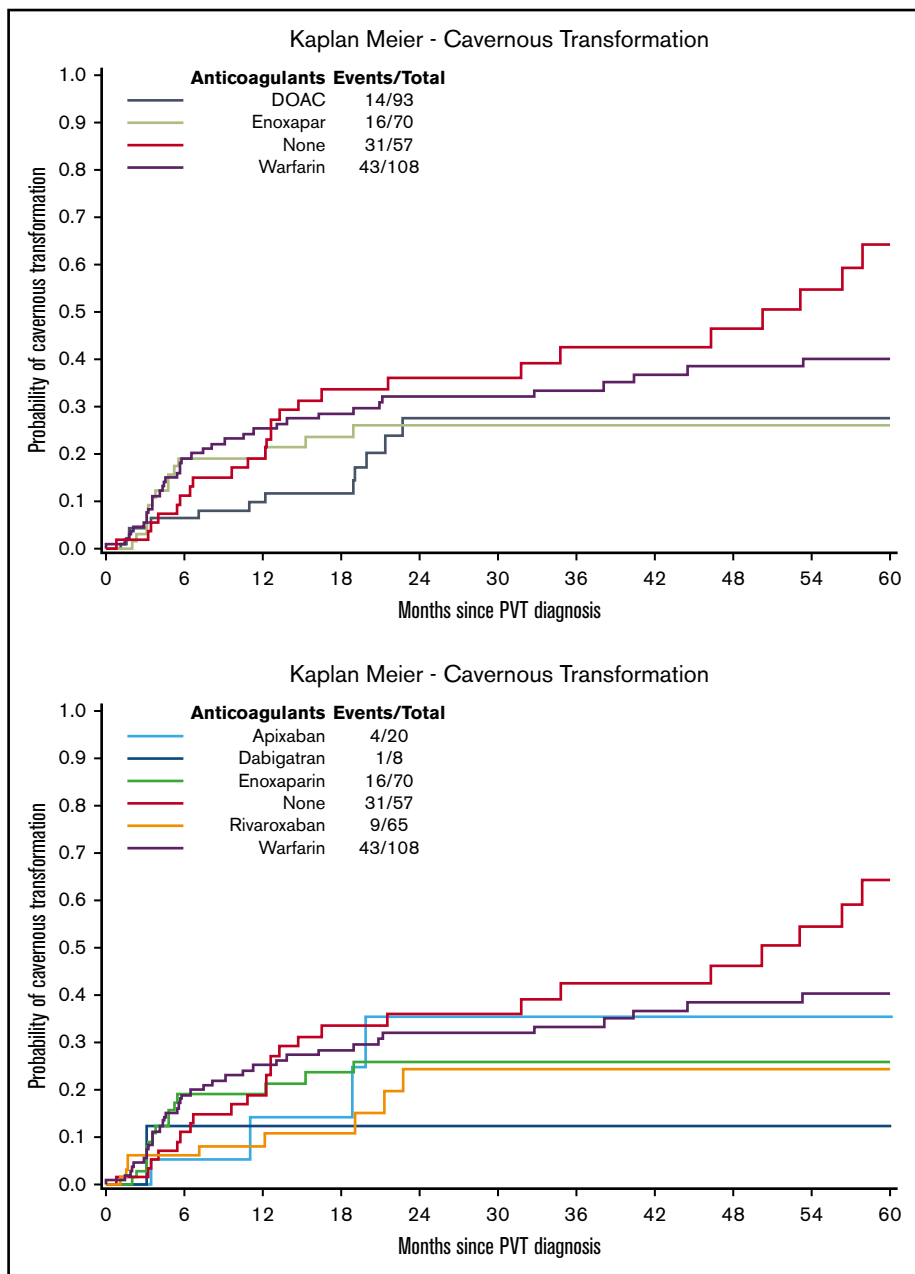 Kaplan Meier - Cavernous Transformation
Anticoagulants Events/Total
DOAC 14/93
Enoxapar 16/70
None 31/57
Warfarin 43/108
1.0
0.9
0.8
0.7
0.6
0.5
0.4
0.3
0.2
0.1
0.0
Probability of cavernous transformation
0 6 12 18 24 30 36 42 48 54 60
Months since PVT diagnosis
Kaplan Meier - Cavernous Transformation
Anticoagulants Events/Total
Apixaban 4/20
Dabigatran 1/8
Enoxaparin 16/70
None 31/57
Rivaroxaban 9/65
Warfarin 43/108
1.0
0.9
0.8
0.7
0.6
0.5
0.4
0.3
0.2
0.1
0.0
Probability of cavernous transformation
0 6 12 18 24 30 36 42 48 54 60
Months since PVT diagnosis